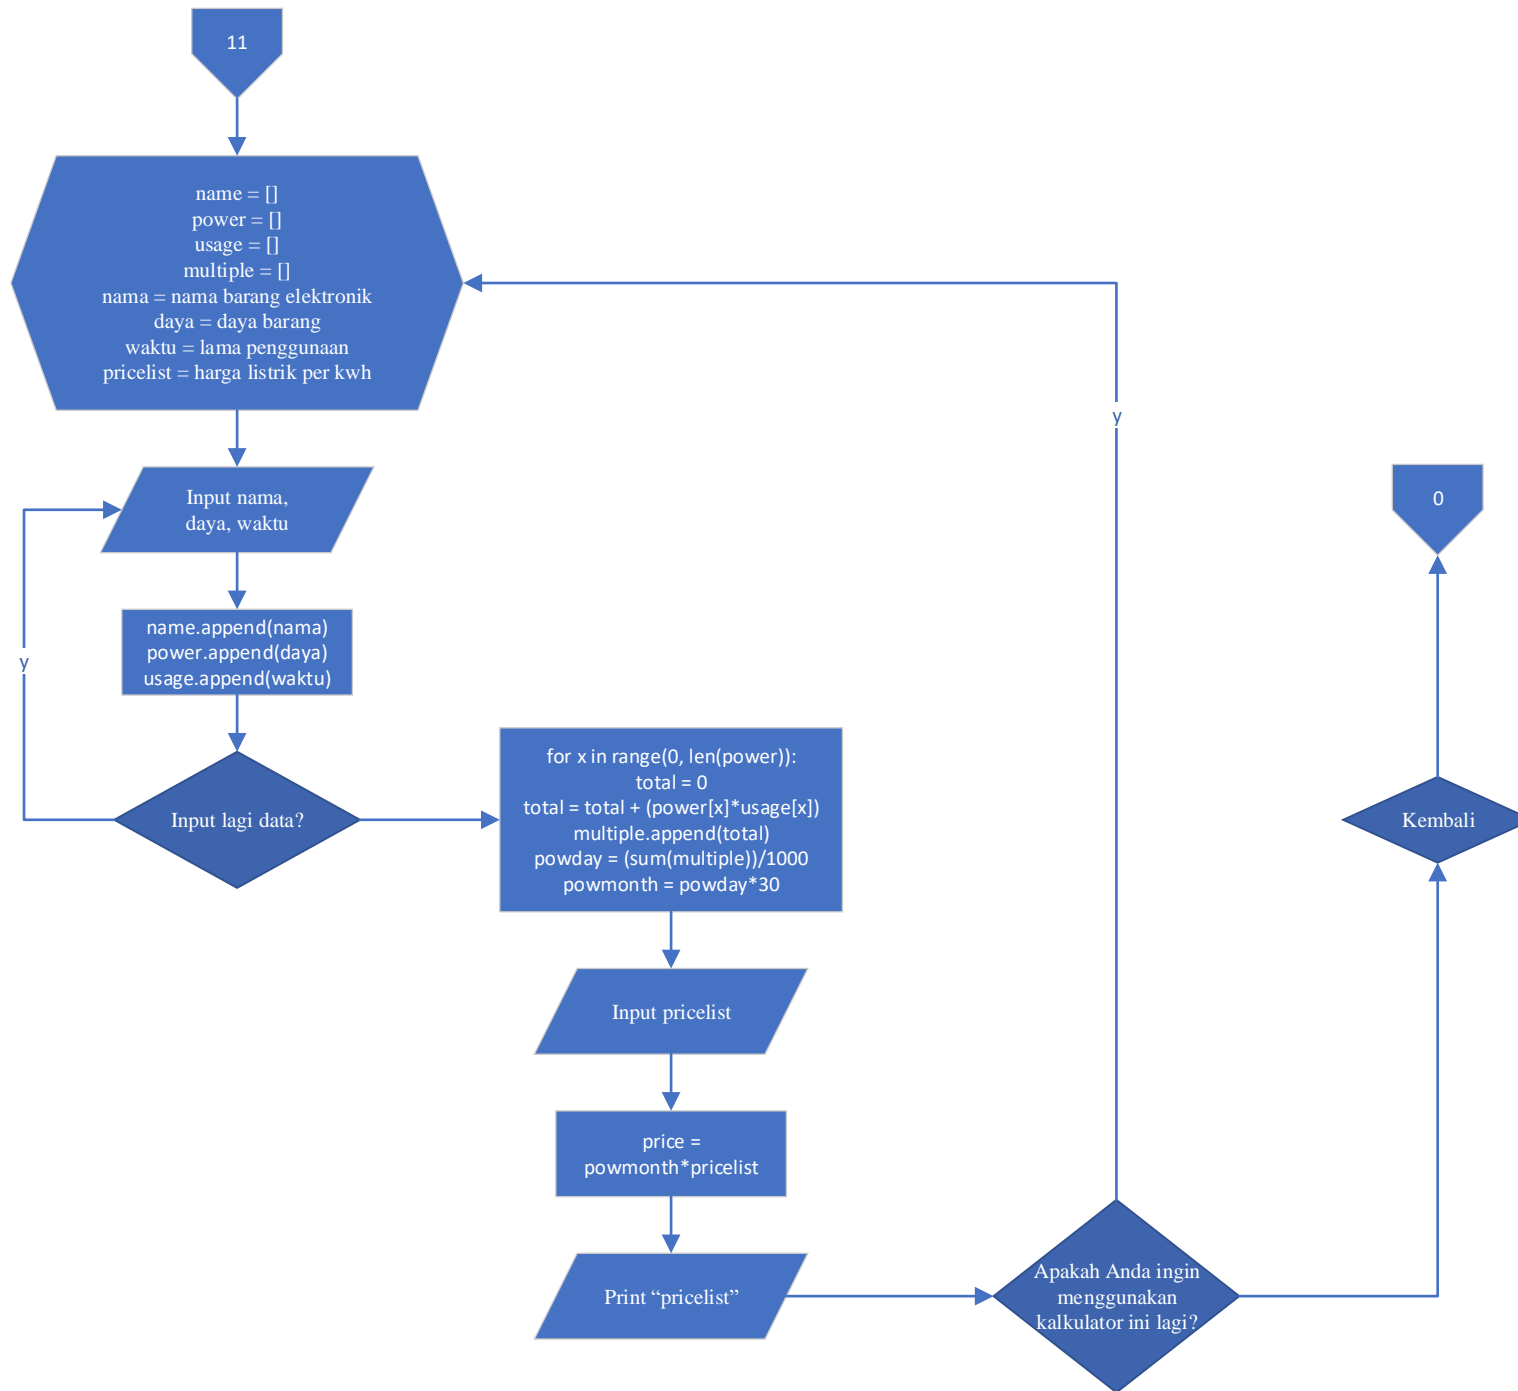 11
name = []
power = []
usage = []
multiple = []
nama = nama barang elektronik
daya = daya barang
waktu = lama penggunaan
pricelist = harga listrik per kwh
y
Input nama,
daya, waktu
0
name.append(nama)
power.append(daya)
usage.append(waktu)
y
Input lagi data?
for x in range(0, len(power)):
total = 0
total = total + (power[x]*usage[x])
multiple.append(total)
powday = (sum(multiple))/1000
powmonth = powday*30
Kembali
Input pricelist
price =
powmonth*pricelist
Print “pricelist”
Apakah Anda ingin
menggunakan
kalkulator ini lagi?